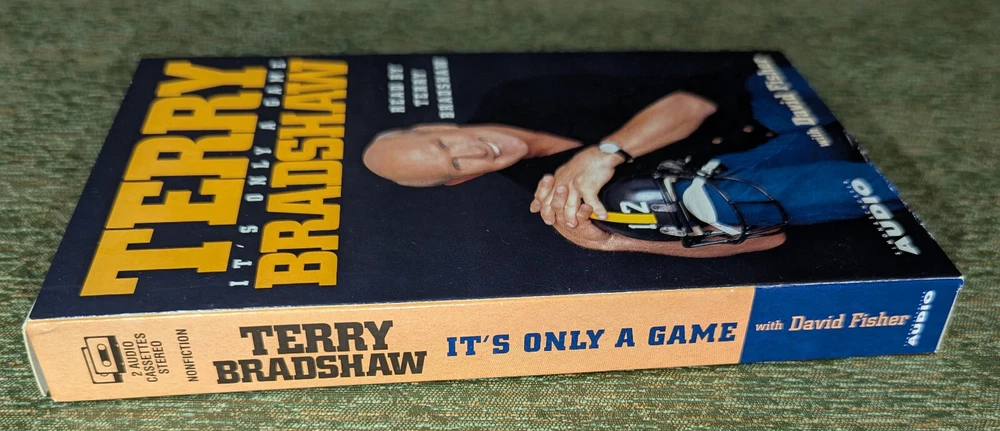 TERRY
IT'S ONLY A GAME
BRADSHAW
READ BY
TERRY
BRADSHAW
with David Fisher
12
AUDIO
2 AUDIO
CASSETTES
STEREO
NONFICTION
TERRY
BRADSHAW
IT'S ONLY A GAME
with David Fisher
AUDIO